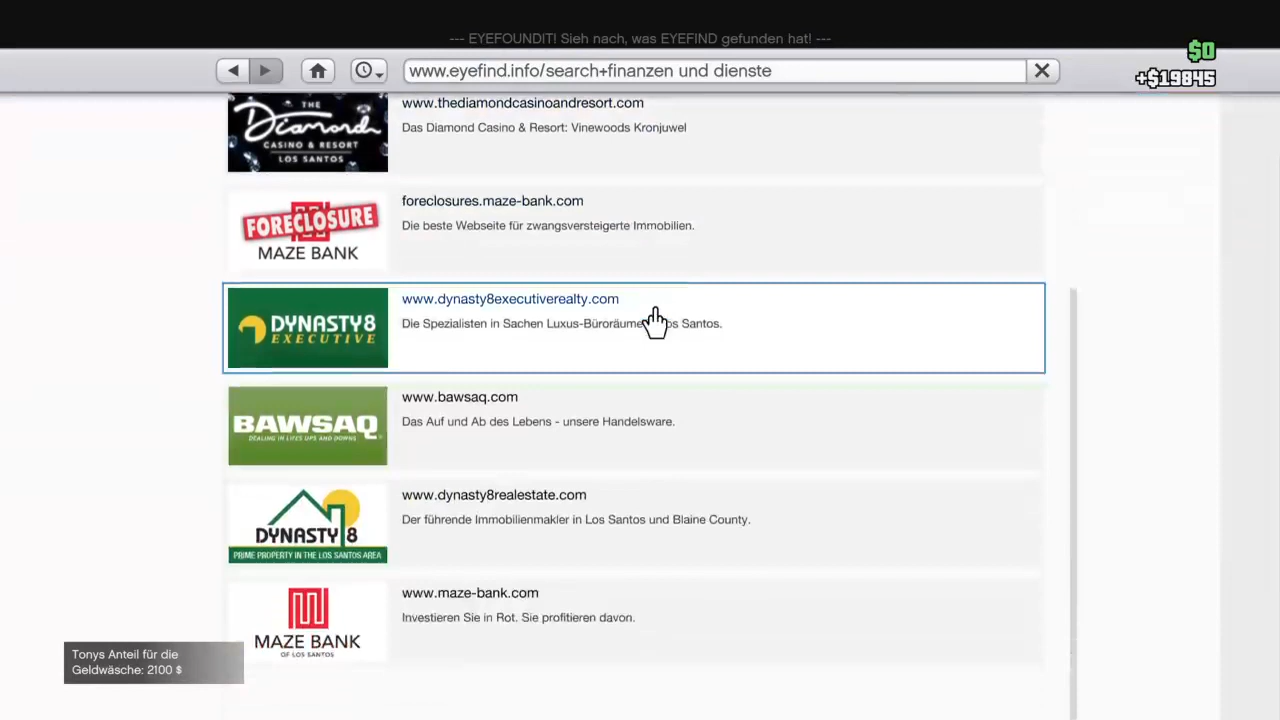 --- EYEFOUNDIT! Sieh nach, was EYEFIND gefunden hat! ---
$0
www.eyefind.info/search+finanzen und dienste
+$19845
THE
Diamond
CASINO & RESORT
LOS SANTOS
www.thediamondcasinoandresort.com
Das Diamond Casino & Resort: Vinewoods Kronjuwel
FORECLOSURE
MAZE BANK
foreclosures.maze-bank.com
Die beste Webseite für zwangsversteigerte Immobilien.
DYNASTY8
EXECUTIVE
www.dynasty8executiverealty.com
Die Spezialisten in Sachen Luxus-Büroräume os Santos.
BAWSAQ
DEALING IN LIFE'S UPS AND DOWNS
www.bawsaq.com
Das Auf und Ab des Lebens - unsere Handelsware.
DYNASTY 8
PRIME PROPERTY IN THE LOS SANTOS AREA
www.dynasty8realestate.com
Der führende Immobilienmakler in Los Santos und Blaine County.
MAZE BANK
OF LOS SANTOS
www.maze-bank.com
Investieren Sie in Rot. Sie profitieren davon.
Tonys Anteil für die
Geldwäsche: 2100 $